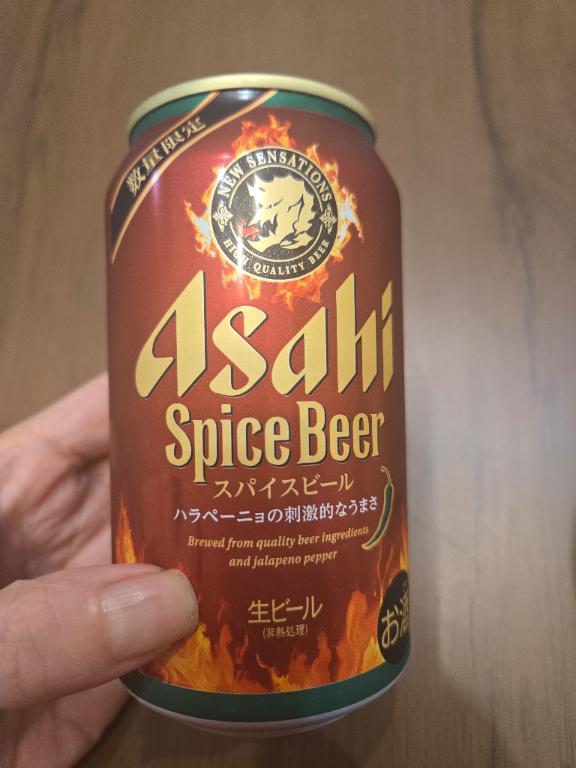 数量限定
NEW SENSATIONS
HIGH QUALITY BEER
Asahi
Spice Beer
スパイスビール
ハラペーニョの刺激的なうまさ
Brewed from quality beer ingredients
and jalapeno pepper
生ビール
(非熱処理)
お酒